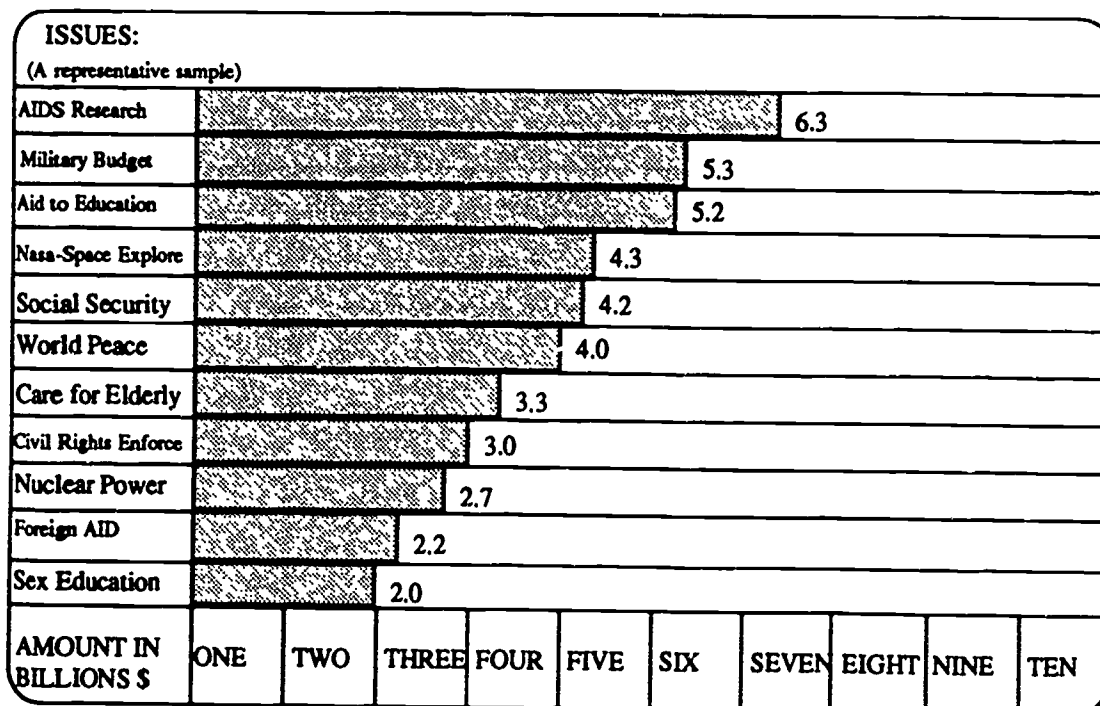 ISSUES:
(A representative sample)
AIDS Research 6.3
Military Budget 5.3
Aid to Education 5.2
Nasa-Space Explore 4.3
Social Security 4.2
World Peace 4.0
Care for Elderly 3.3
Civil Rights Enforce 3.0
Nuclear Power 2.7
Foreign AID 2.2
Sex Education 2.0
AMOUNT IN
BILLIONS $ ONE TWO THREE FOUR FIVE SIX SEVEN EIGHT NINE TEN